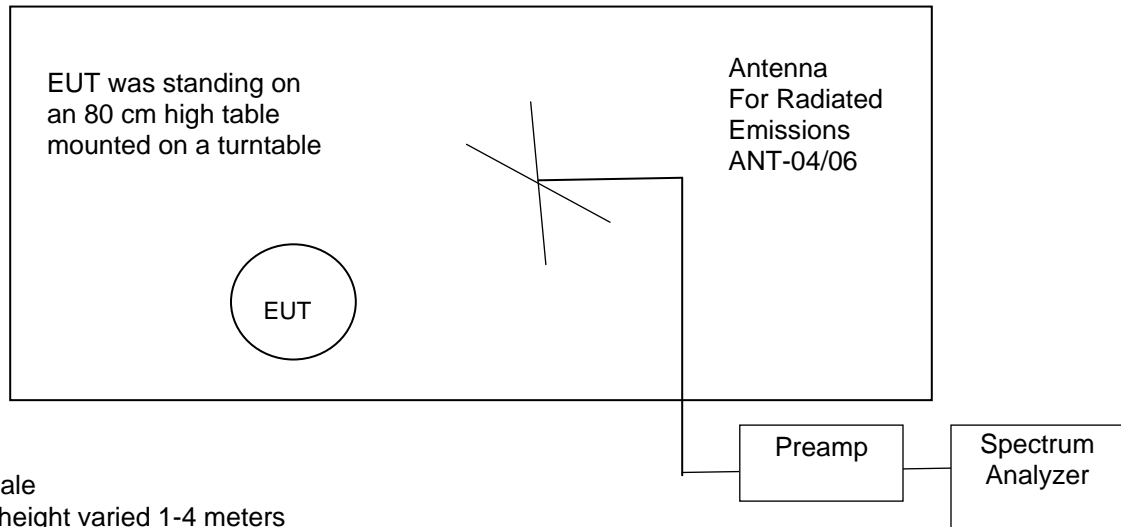 EUT was standing on
an 80 cm high table
mounted on a turntable
Antenna
For Radiated
Emissions
ANT-04/06
EUT
Preamp
Spectrum
Analyzer
height varied 1-4 meters